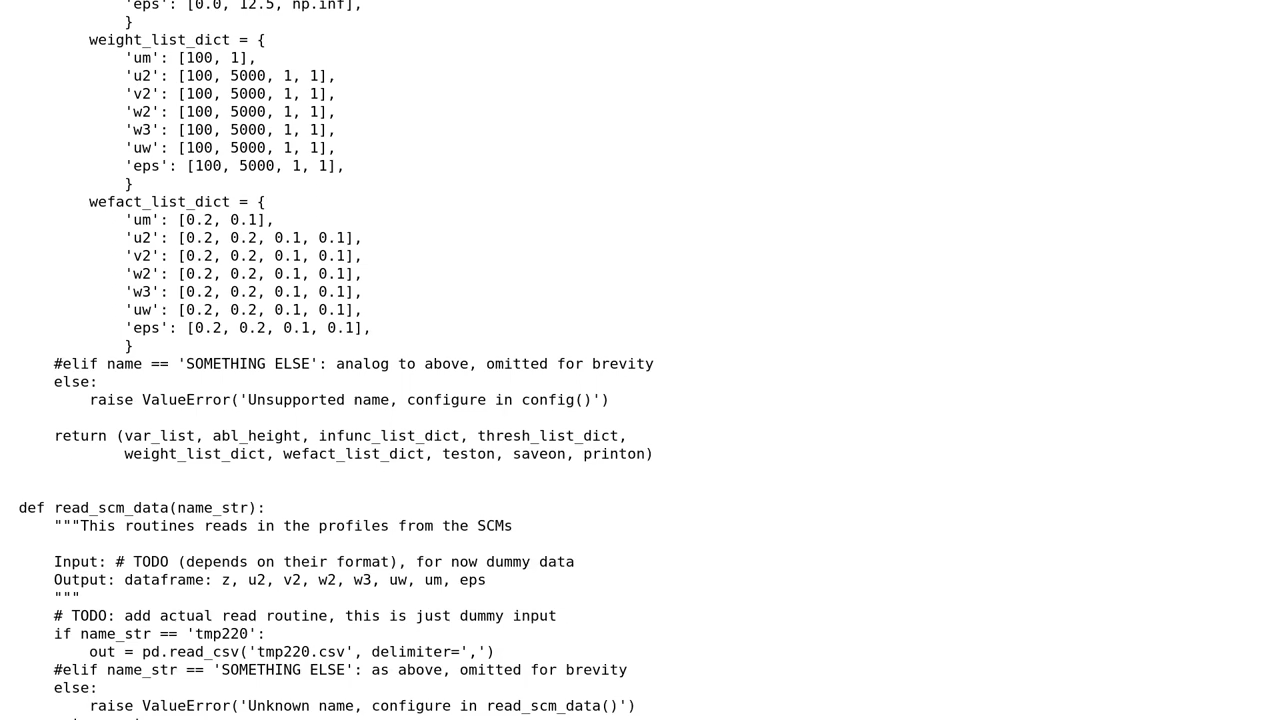 'eps': [0.0, 12.5, np.inf],
            }
        weight_list_dict = {
            'um': [100, 1],
            'u2': [100, 5000, 1, 1],
            'v2': [100, 5000, 1, 1],
            'w2': [100, 5000, 1, 1],
            'w3': [100, 5000, 1, 1],
            'uw': [100, 5000, 1, 1],
            'eps': [100, 5000, 1, 1],
            }
        wefact_list_dict = {
            'um': [0.2, 0.1],
            'u2': [0.2, 0.2, 0.1, 0.1],
            'v2': [0.2, 0.2, 0.1, 0.1],
            'w2': [0.2, 0.2, 0.1, 0.1],
            'w3': [0.2, 0.2, 0.1, 0.1],
            'uw': [0.2, 0.2, 0.1, 0.1],
            'eps': [0.2, 0.2, 0.1, 0.1],
            }
    #elif name == 'SOMETHING ELSE': analog to above, omitted for brevity
    else:
        raise ValueError('Unsupported name, configure in config()')

    return (var_list, abl_height, infunc_list_dict, thresh_list_dict,
            weight_list_dict, wefact_list_dict, teston, saveon, printon)


def read_scm_data(name_str):
    """This routines reads in the profiles from the SCMs

    Input: # TODO (depends on their format), for now dummy data
    Output: dataframe: z, u2, v2, w2, w3, uw, um, eps
    """
    # TODO: add actual read routine, this is just dummy input
    if name_str == 'tmp220':
        out = pd.read_csv('tmp220.csv', delimiter=',')
    #elif name_str == 'SOMETHING ELSE': as above, omitted for brevity
    else:
        raise ValueError('Unknown name, configure in read_scm_data()')